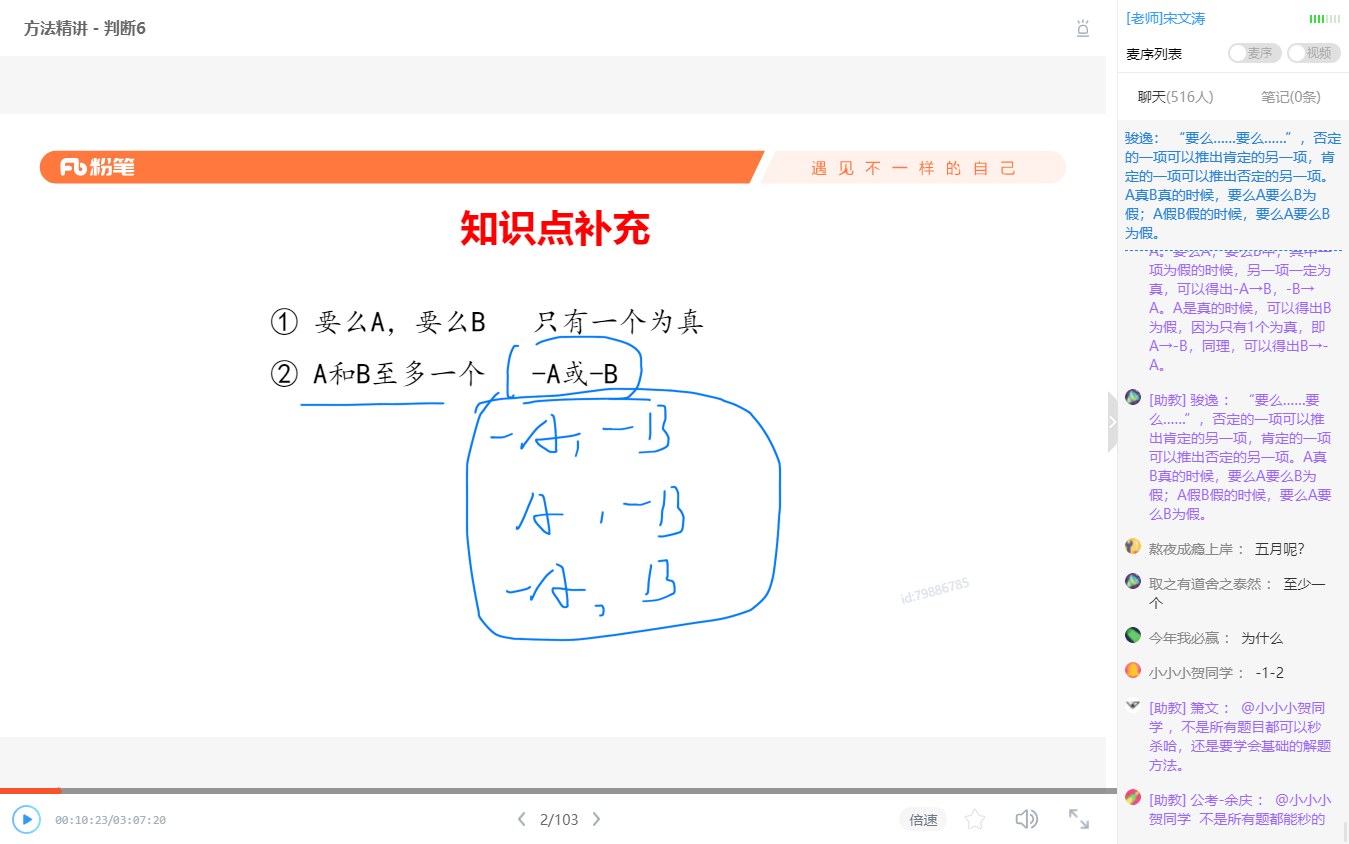 方法精讲 - 判断6
[老师]宋文涛
麦序列表
麦序
视频
聊天(516人)
笔记(0条)
骏逸： “要么......要么......”，否定
的一项可以推出肯定的另一项，肯
定的一项可以推出否定的另一项。
A真B真的时候，要么A要么B为
假；A假B假的时候，要么A要么B
为假。
粉笔
遇见不一样的自己
知识点补充
① 要么A，要么B 只有一个为真
② A和B至多一个 -A或-B
-A, -B
A , -B
-A, B
id:79886785
项为假的时候，另一项一定为
真，可以得出-A→B，-B→
A。A是真的时候，可以得出B
为假，因为只有1个为真，即
A→-B，同理，可以得出B→-
A。
[助教] 骏逸： “要么......要
么......”，否定的一项可以推
出肯定的另一项，肯定的一项
可以推出否定的另一项。A真
B真的时候，要么A要么B为
假；A假B假的时候，要么A要
么B为假。
熬夜成瘾上岸： 五月呢?
取之有道舍之泰然： 至少一
个
今年我必赢： 为什么
小小小贺同学： -1-2
[助教] 箫文： @小小小贺同
学 ，不是所有题目都可以秒
杀哈，还是要学会基础的解题
方法。
[助教] 公考-余庆： @小小小
贺同学 不是所有题都能秒的
00:10:23/03:07:20
2/103
倍速